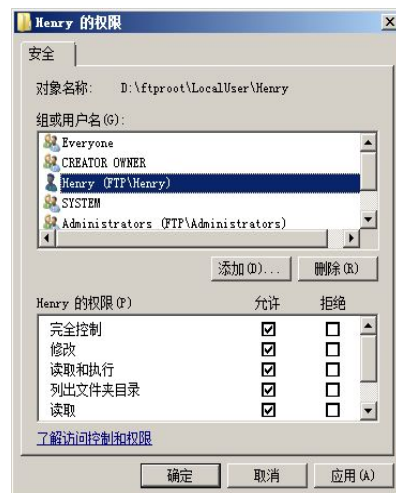 Henry 的权限
安全
对象名称: D:\ftproot\LocalUser\Henry
组或用户名(G):
Everyone
CREATOR OWNER
Henry (FTP\Henry)
SYSTEM
Administrators (FTP\Administrators)
添加(D)... 删除(R)
Henry 的权限(P) 允许 拒绝
完全控制
修改
读取和执行
列出文件夹目录
读取
了解访问控制和权限
确定 取消 应用(A)